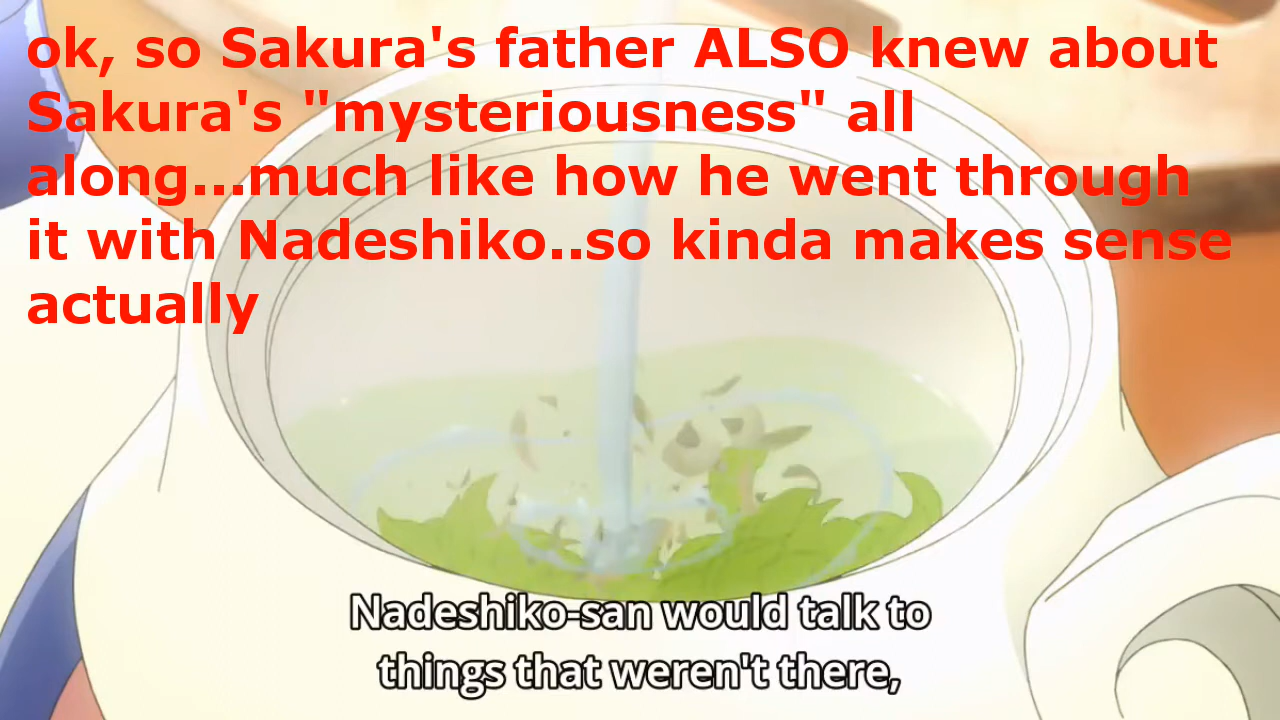 ok, so Sakura's father ALSO knew about
Sakura's "mysteriousness" all
along...much like how he went through
it with Nadeshiko..so kinda makes sense
actually
Nadeshiko-san would talk to
things that weren't there,